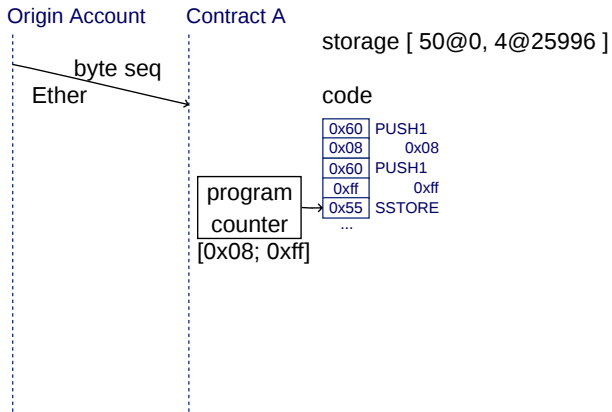 Origin Account
Contract A
storage [ 50@0, 4@25996 ]
byte seq
Ether
code
0x60 PUSH1
0x08 0x08
0x60 PUSH1
0xff 0xff
0x55 SSTORE
...
program
counter
[0x08; 0xff]